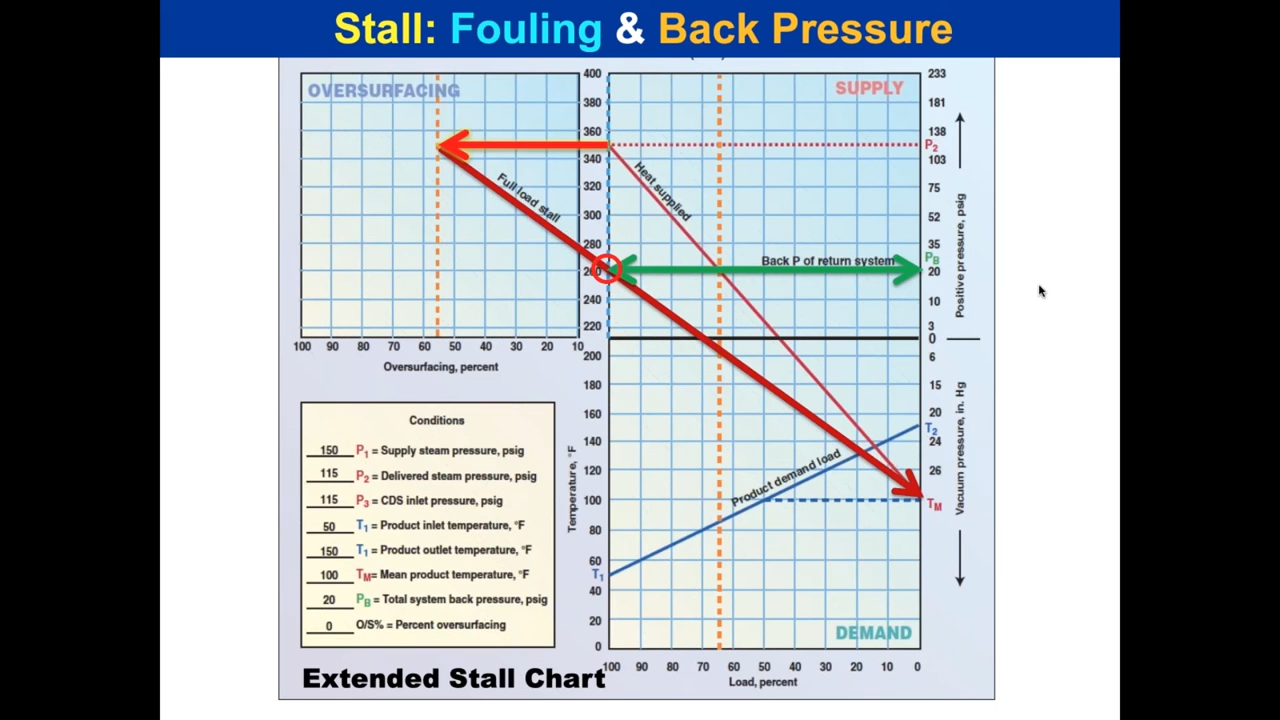 Stall: Fouling & Back Pressure
OVERSURFACING
SUPPLY
400
380
360
340
320
300
280
260
240
220
200
180
160
140
120
100
80
60
40
20
0
Temperature, °F
233
181
138
P2
103
75
52
35
PB
20
10
3
0
6
15
20
T2
24
26
TM
Positive pressure, psig
Vacuum pressure, in. Hg
Full load stall
Heat supplied
Back P of return system
Product demand load
T1
DEMAND
100 90 80 70 60 50 40 30 20 10
Oversurfacing, percent
Conditions
150 P1 = Supply steam pressure, psig
115 P2 = Delivered steam pressure, psig
115 P3 = CDS inlet pressure, psig
50 T1 = Product inlet temperature, °F
150 T1 = Product outlet temperature, °F
100 TM= Mean product temperature, °F
20 PB = Total system back pressure, psig
0 O/S% = Percent oversurfacing
100 90 80 70 60 50 40 30 20 10 0
Load, percent
Extended Stall Chart